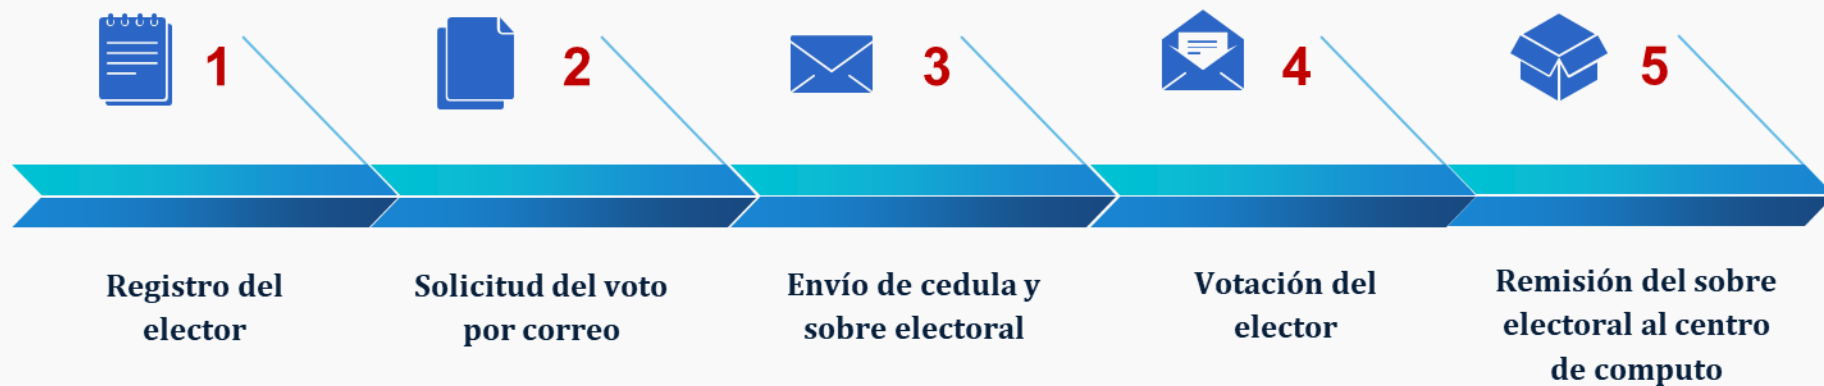 1
2
3
4
5
Registro del
elector
Solicitud del voto
por correo
Envío de cedula y
sobre electoral
Votación del
elector
Remisión del sobre
electoral al centro
de computo